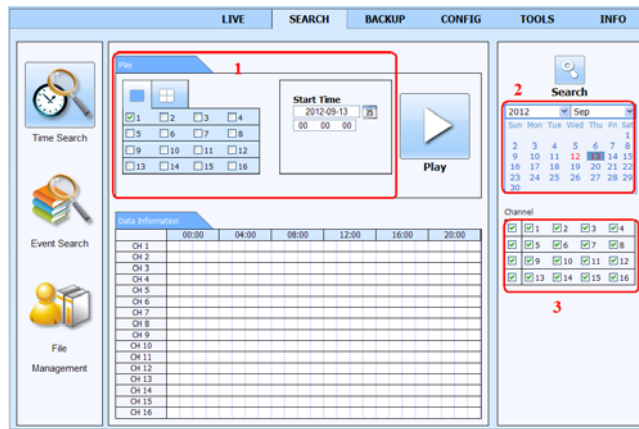 LIVE SEARCH BACKUP CONFIG TOOLS INFO
Time Search
Event Search
File
Management
Play
1
1 2 3 4
5 6 7 8
9 10 11 12
13 14 15 16
Start Time
2012-09-13
00 00 00
Play
Data Information
00:00 04:00 08:00 12:00 16:00 20:00
CH 1
CH 2
CH 3
CH 4
CH 5
CH 6
CH 7
CH 8
CH 9
CH 10
CH 11
CH 12
CH 13
CH 14
CH 15
CH 16
Search
2
2012 Sep
Sun Mon Tue Wed Thu Fri Sat
1
2 3 4 5 6 7 8
9 10 11 12 13 14 15
16 17 18 19 20 21 22
23 24 25 26 27 28 29
30
Channel
1 2 3 4
5 6 7 8
9 10 11 12
13 14 15 16
3